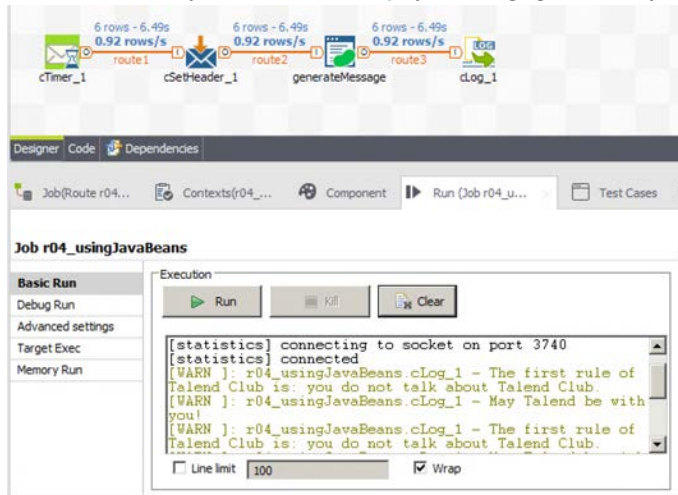 6 rows - 6.49s 6 rows - 6.49s 6 rows - 6.49s
0.92 rows/s 0.92 rows/s 0.92 rows/s
LOG
route1 route2 route3
cTimer_1 cSetHeader_1 generateMessage cLog_1
Designer Code Dependencies
Job(Route r04... Contexts(r04_... Component Run (Job r04_u... Test Cases
Job r04_usingJavaBeans
Basic Run
Debug Run
Advanced settings
Target Exec
Memory Run
Execution
Run Kill Clear
[statistics] connecting to socket on port 3740
[statistics] connected
[WARN ]: r04_usingJavaBeans.cLog_1 - The first rule of
Talend Club is: you do not talk about Talend Club.
[WARN ]: r04_usingJavaBeans.cLog_1 - May Talend be with
you!
[WARN ]: r04_usingJavaBeans.cLog_1 - The first rule of
Talend Club is: you do not talk about Talend Club.
Line limit 100 Wrap